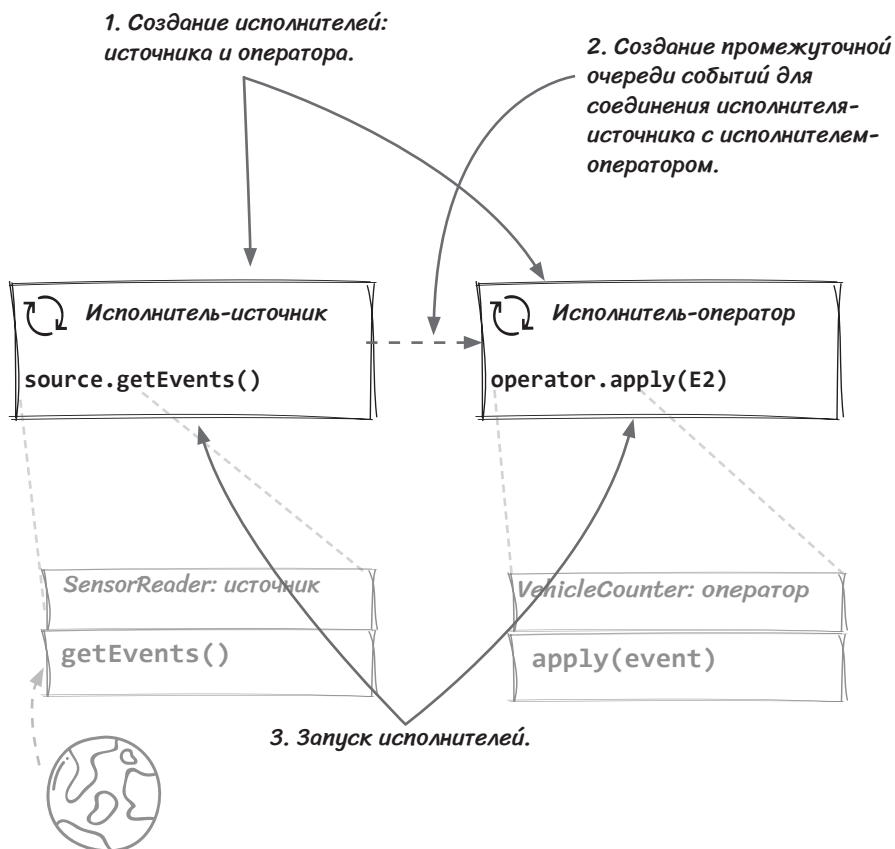 1. Создание исполнителей:
источника и оператора.
2. Создание промежуточной
очереди событий для
соединения исполнителя-
источника с исполнителем-
оператором.
Исполнитель-источник
source.getEvents()
Исполнитель-оператор
operator.apply(E2)
SensorReader: источник
getEvents()
VehicleCounter: оператор
apply(event)
3. Запуск исполнителей.